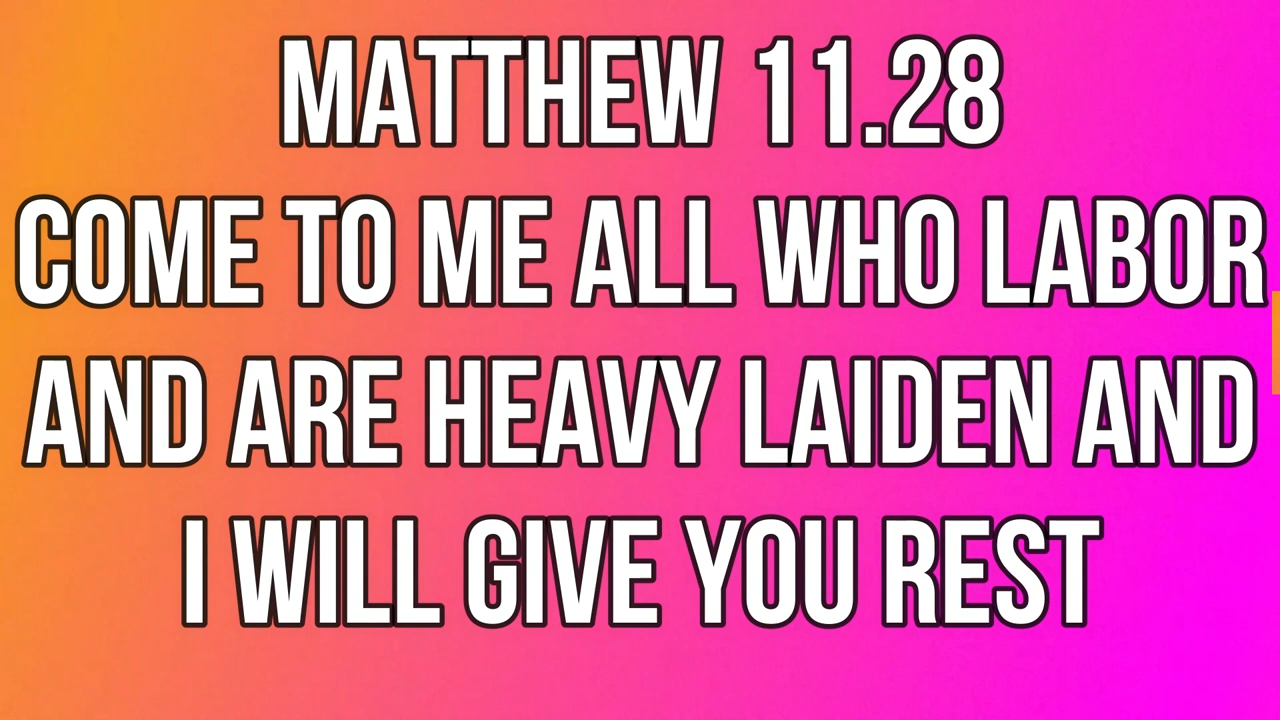 MATTHEW 11.28
COME TO ME ALL WHO LABOR
AND ARE HEAVY LAIDEN AND
I WILL GIVE YOU REST